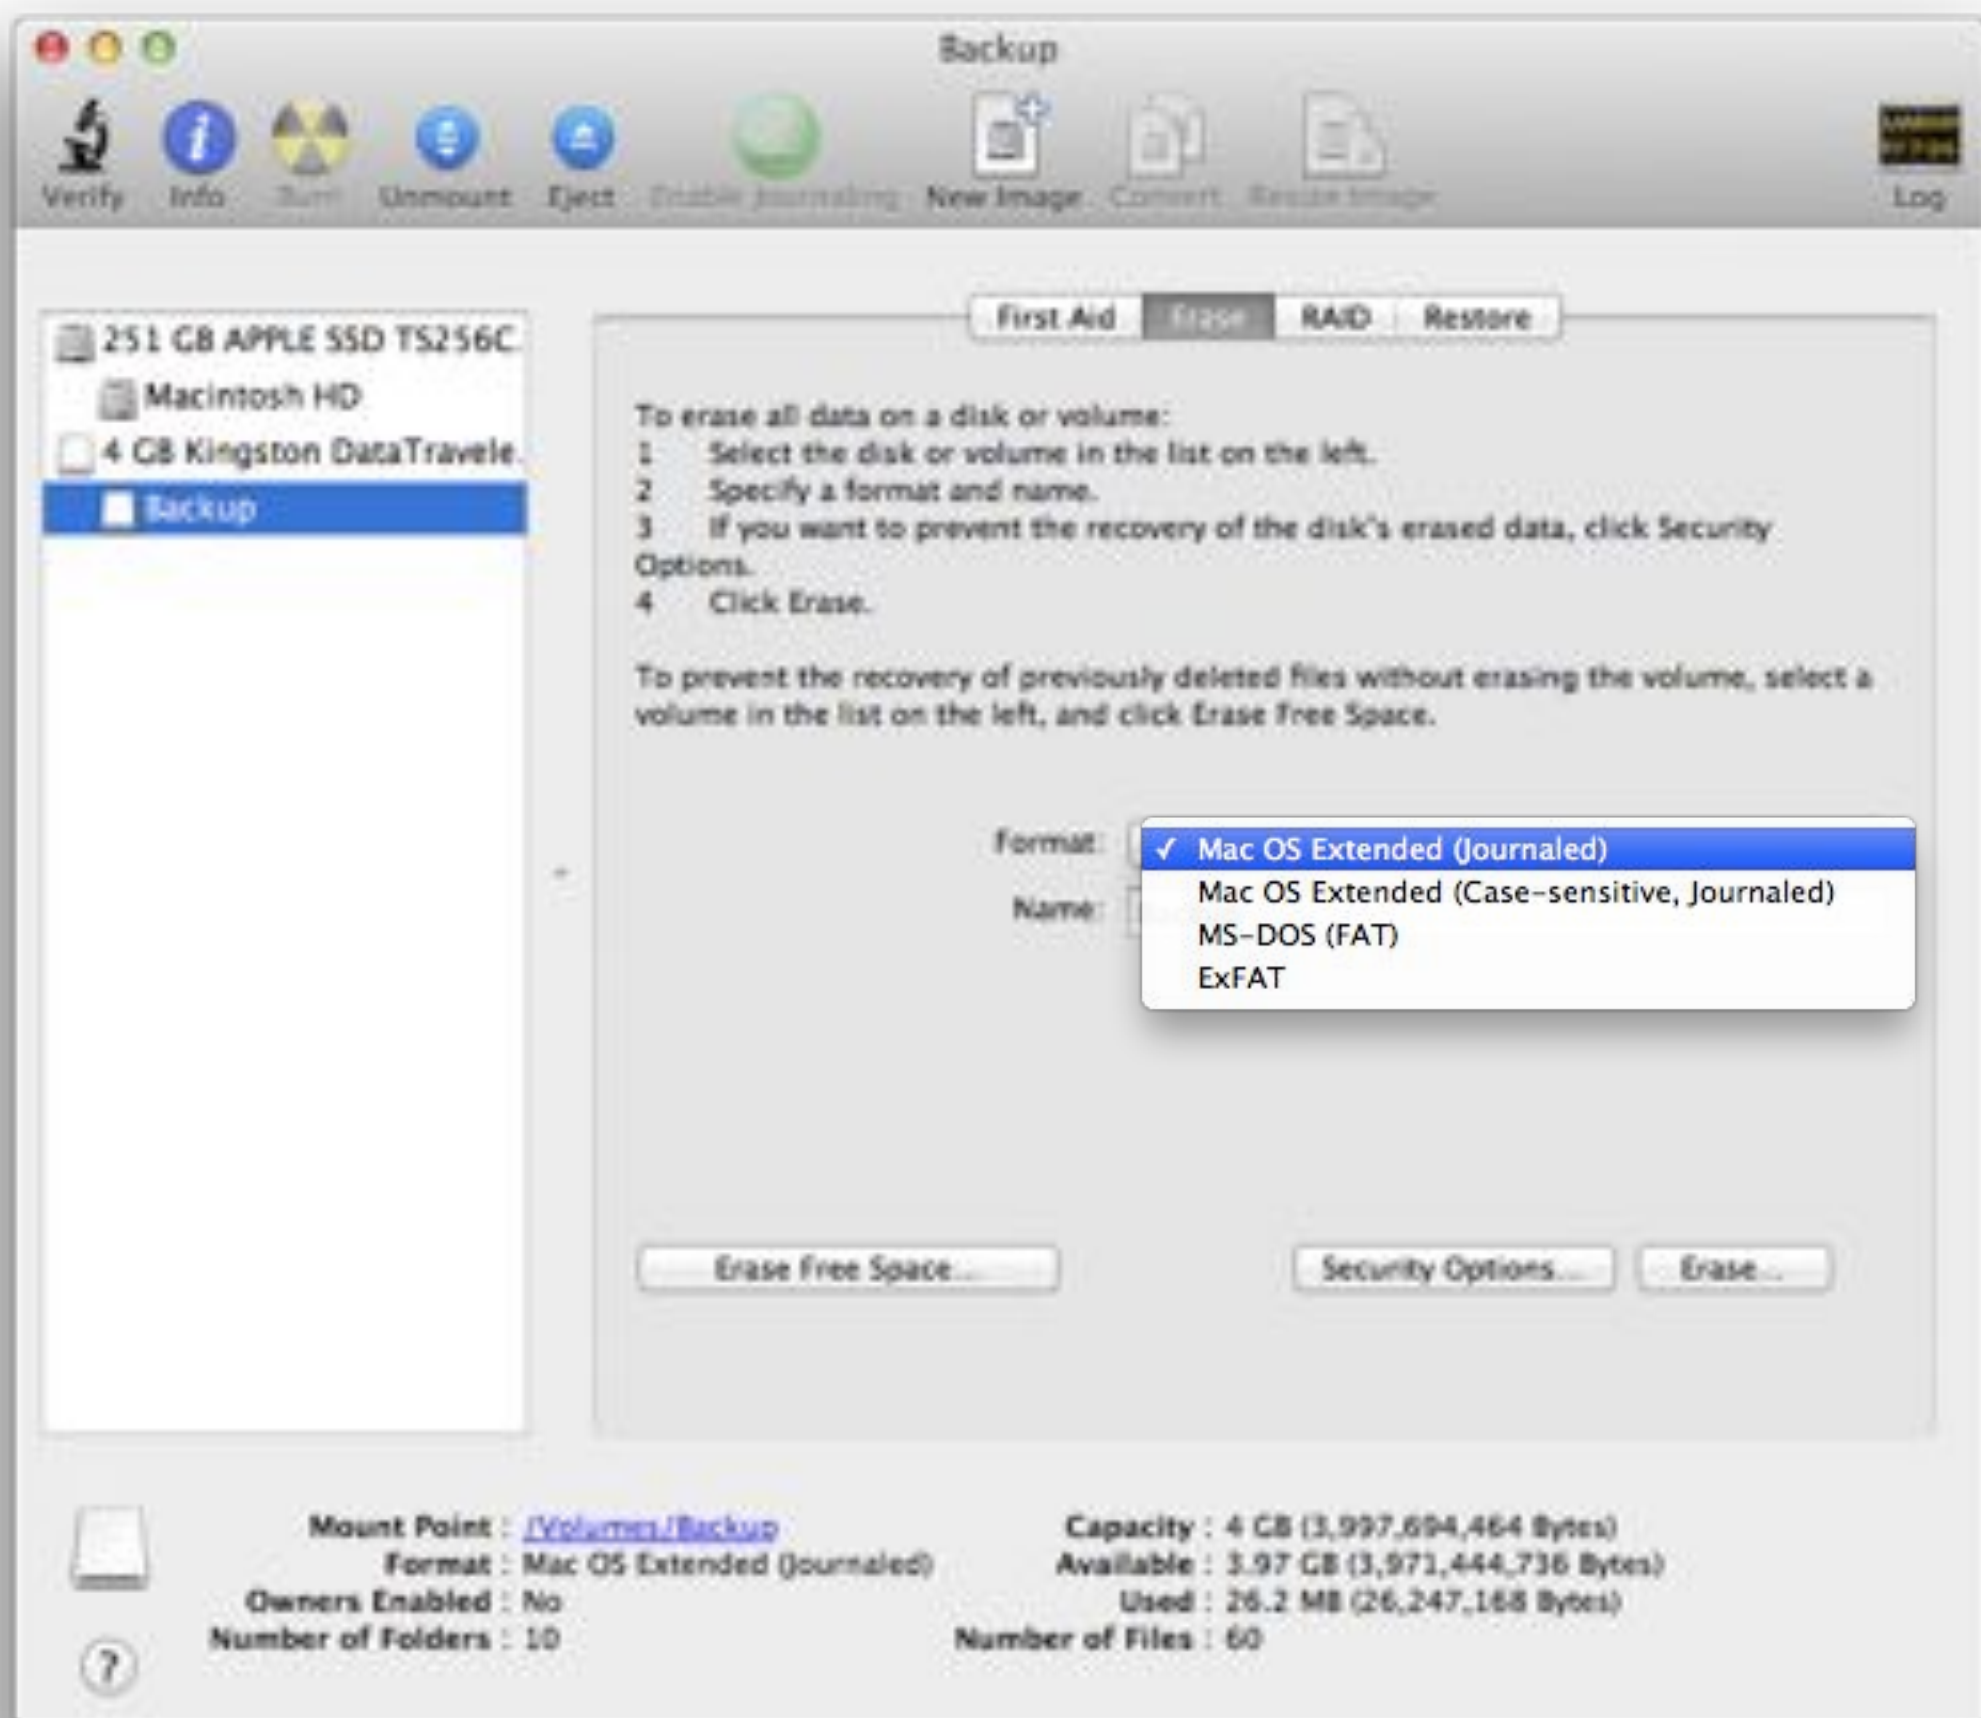 Backup
Verify Info Burn Unmount Eject Enable Journaling New Image Convert Resize Image Log
First Aid Erase RAID Restore
251 GB APPLE SSD TS256C.
Macintosh HD
4 GB Kingston DataTravele.
Backup
To erase all data on a disk or volume:
1 Select the disk or volume in the list on the left.
2 Specify a format and name.
3 If you want to prevent the recovery of the disk's erased data, click Security
Options.
4 Click Erase.
To prevent the recovery of previously deleted files without erasing the volume, select a
volume in the list on the left, and click Erase Free Space.
Format:
✓ Mac OS Extended (Journaled)
Mac OS Extended (Case-sensitive, Journaled)
MS-DOS (FAT)
ExFAT
Name:
Erase Free Space... Security Options... Erase...
Mount Point : /Volumes/Backup
Format : Mac OS Extended (Journaled)
Owners Enabled : No
Number of Folders : 10
Capacity : 4 GB (3,997,694,464 Bytes)
Available : 3.97 GB (3,971,444,736 Bytes)
Used : 26.2 MB (26,247,168 Bytes)
Number of Files : 60
?